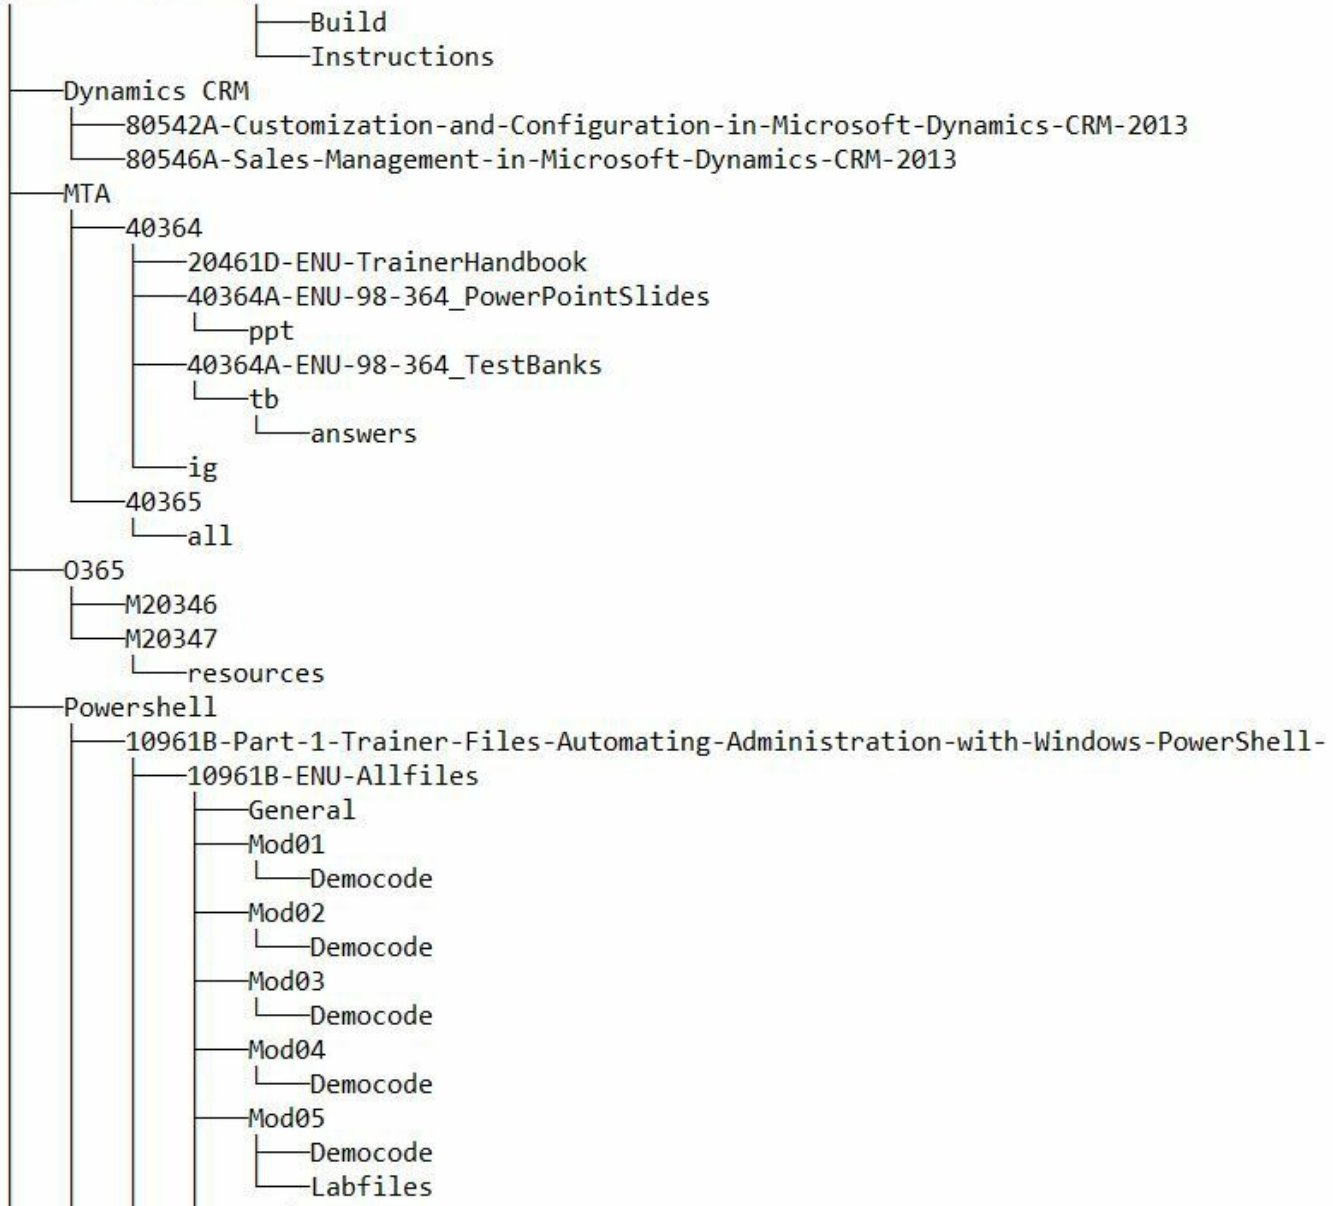 Build
Instructions
Dynamics CRM
80542A-Customization-and-Configuration-in-Microsoft-Dynamics-CRM-2013
80546A-Sales-Management-in-Microsoft-Dynamics-CRM-2013
MTA
40364
20461D-ENU-TrainerHandbook
40364A-ENU-98-364_PowerPointSlides
ppt
40364A-ENU-98-364_TestBanks
tb
answers
ig
40365
all
O365
M20346
M20347
resources
Powershell
10961B-Part-1-Trainer-Files-Automating-Administration-with-Windows-PowerShell-
10961B-ENU-Allfiles
General
Mod01
Democode
Mod02
Democode
Mod03
Democode
Mod04
Democode
Mod05
Democode
Labfiles